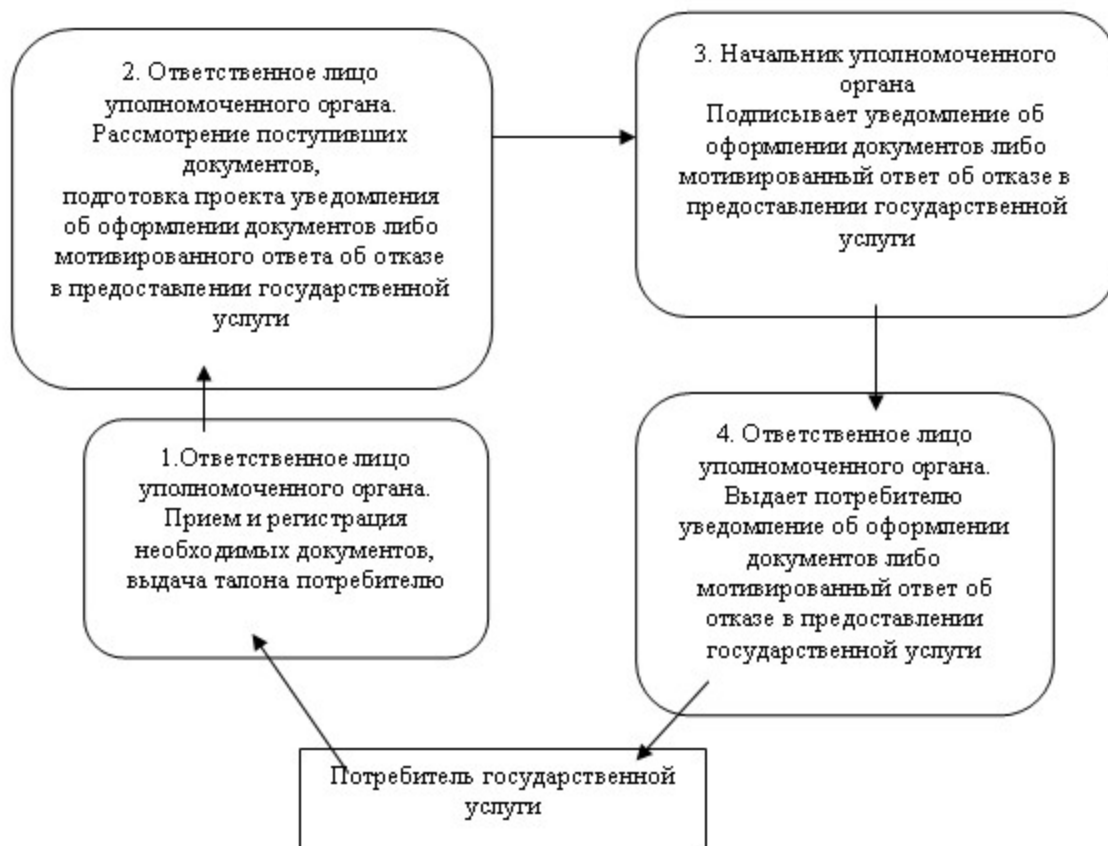 2. Ответственное лицо
уполномоченного органа.
Рассмотрение поступивших
документов,
подготовка проекта уведомления
об оформлении документов либо
мотивированного ответа об отказе
в предоставлении государственной
услуги
3. Начальник уполномоченного
органа
Подписывает уведомление об
оформлении документов либо
мотивированный ответ об отказе в
предоставлении государственной
услуги
1.Ответственное лицо
уполномоченного органа.
Прием и регистрация
необходимых документов,
выдача талона потребителю
4. Ответственное лицо
уполномоченного органа.
Выдает потребителю
уведомление об оформлении
документов либо
мотивированный ответ об
отказе в предоставлении
государственной услуги
Потребитель государственной
услуги